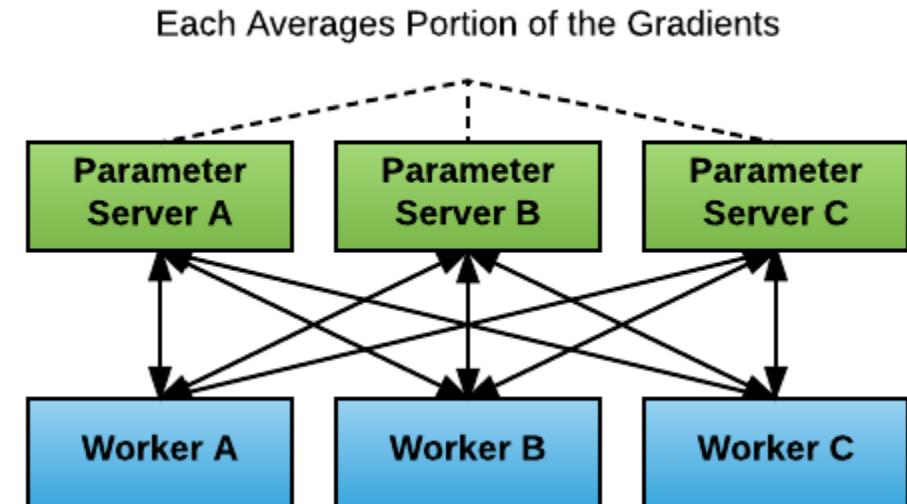 Each Averages Portion of the Gradients
Parameter
Server A
Parameter
Server B
Parameter
Server C
Worker A
Worker B
Worker C